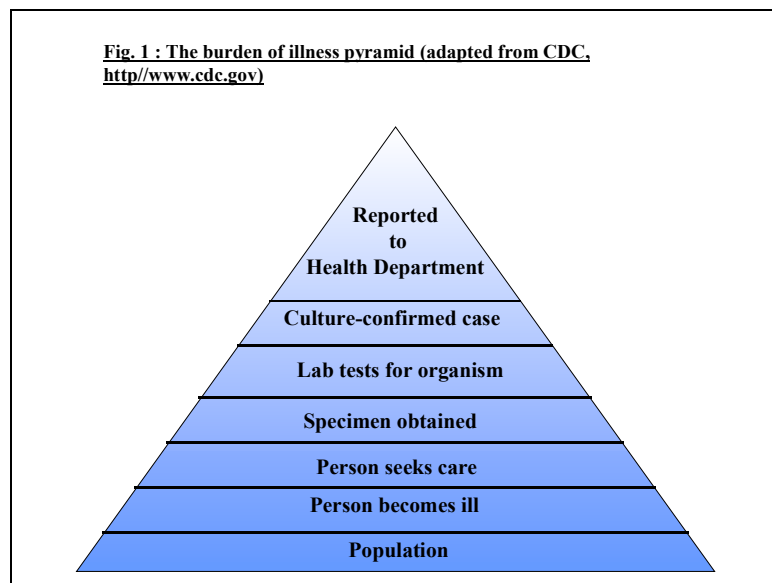 Fig. 1 : The burden of illness pyramid (adapted from CDC,
http//www.cdc.gov)
Reported
to
Health Department
Culture-confirmed case
Lab tests for organism
Specimen obtained
Person seeks care
Person becomes ill
Population